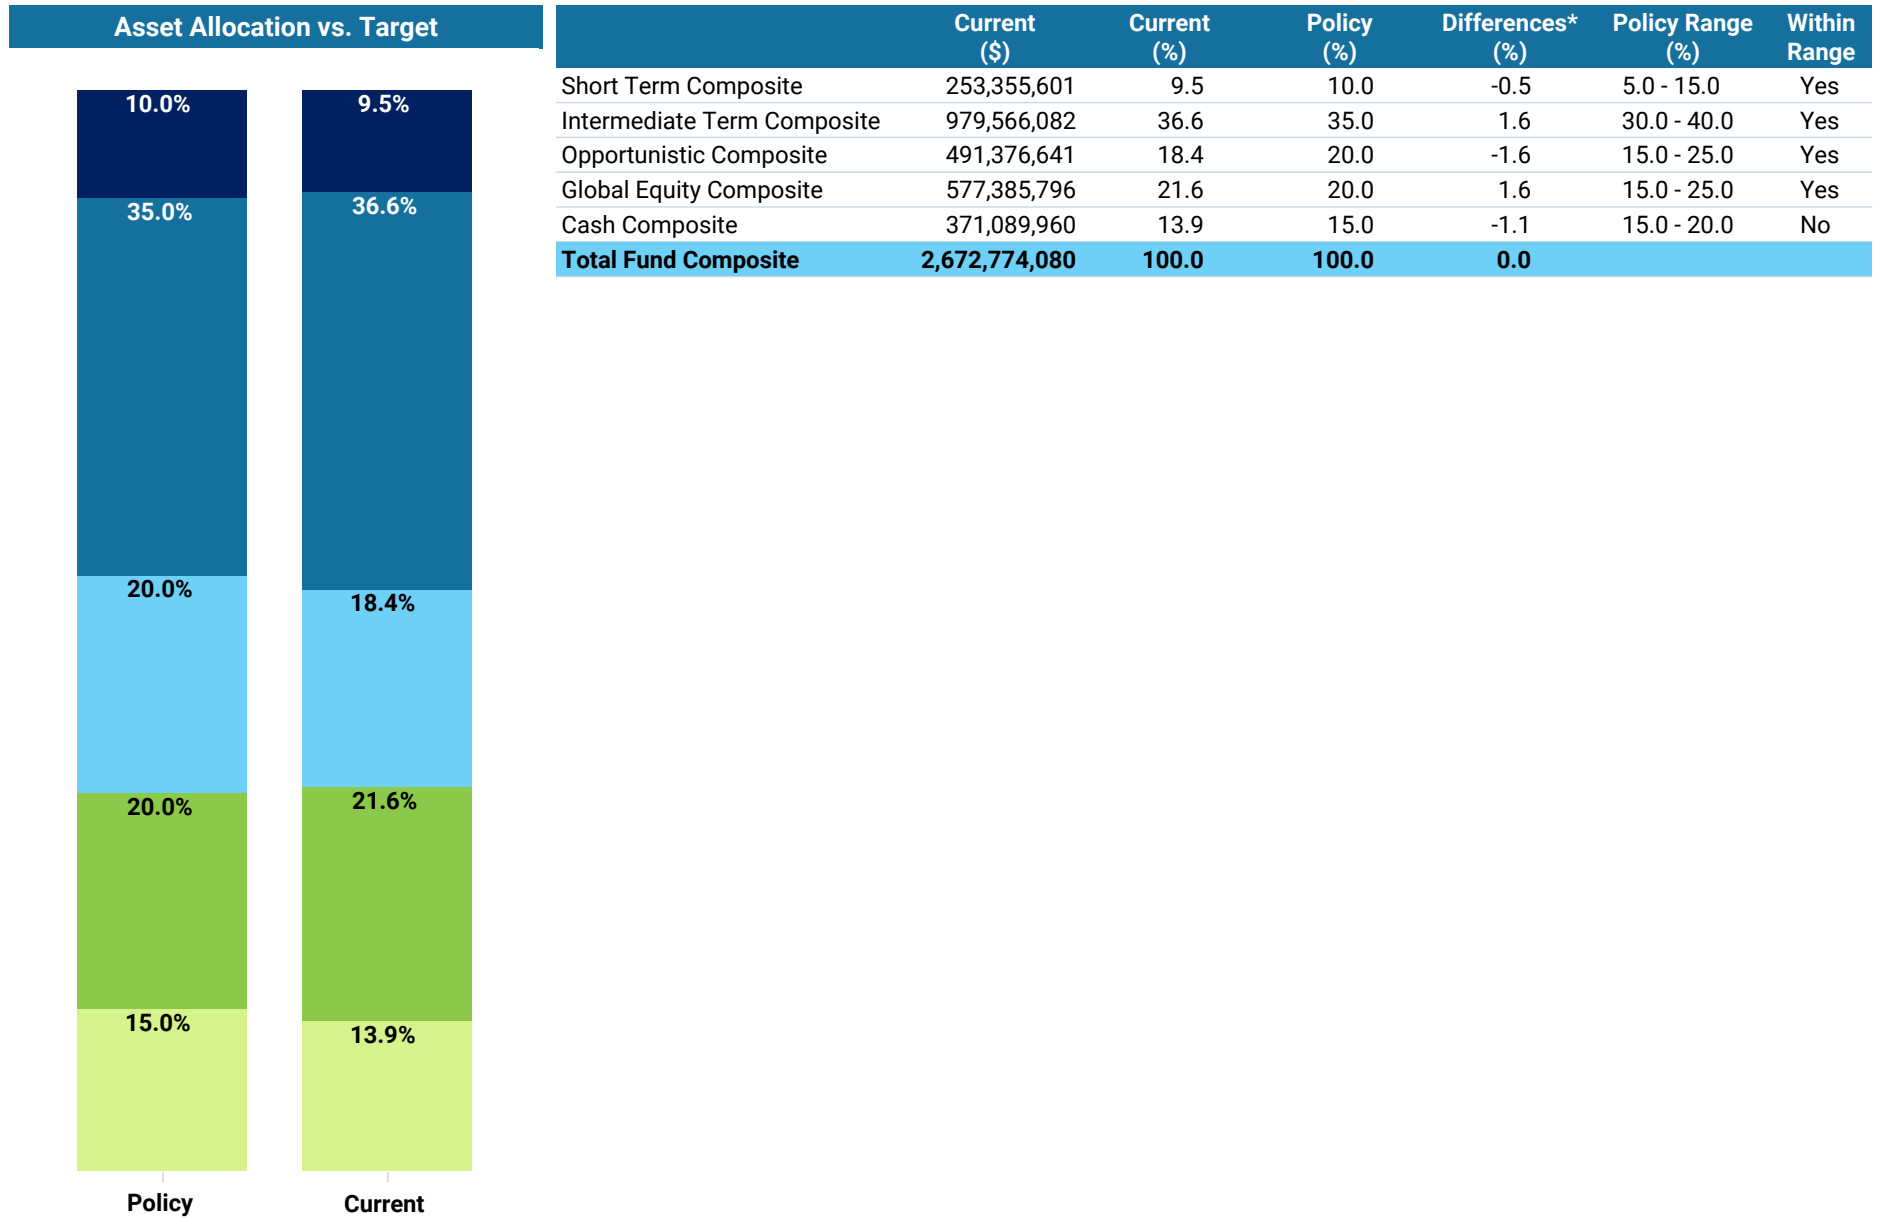 Asset Allocation vs. Target
10.0%
9.5%
35.0%
36.6%
20.0%
18.4%
20.0%
21.6%
15.0%
13.9%
Policy
Current
Current Current Policy Differences* Policy Range Within
($) (%) (%) (%) (%) Range
Short Term Composite 253,355,601 9.5 10.0 -0.5 5.0 - 15.0 Yes
Intermediate Term Composite 979,566,082 36.6 35.0 1.6 30.0 - 40.0 Yes
Opportunistic Composite 491,376,641 18.4 20.0 -1.6 15.0 - 25.0 Yes
Global Equity Composite 577,385,796 21.6 20.0 1.6 15.0 - 25.0 Yes
Cash Composite 371,089,960 13.9 15.0 -1.1 15.0 - 20.0 No
Total Fund Composite 2,672,774,080 100.0 100.0 0.0